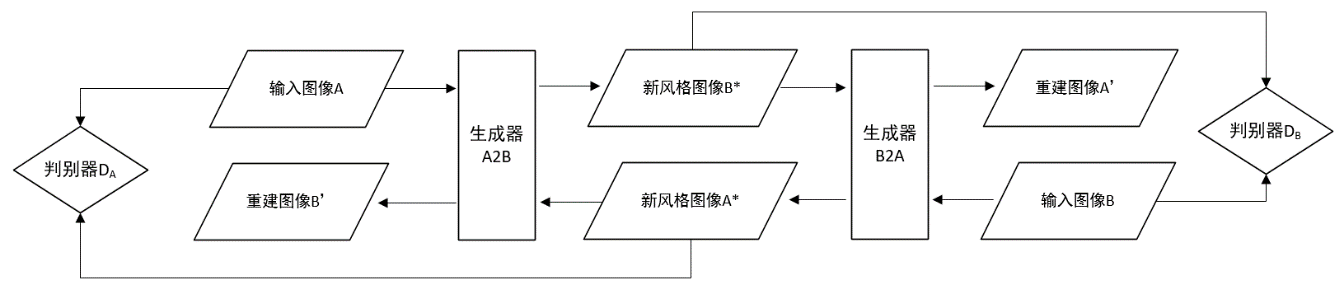 输入图像A
生成器
A2B
新风格图像B*
生成器
B2A
重建图像A'
判别器DA
判别器DB
重建图像B'
新风格图像A*
输入图像B